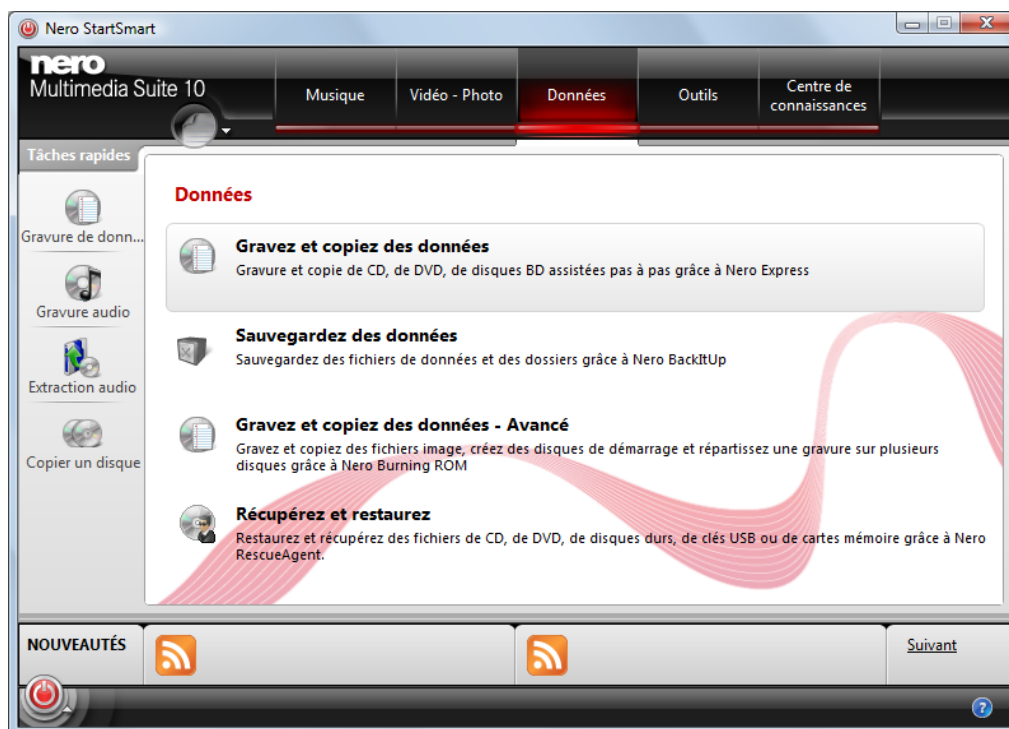 Nero StartSmart
nero
Multimedia Suite 10
Musique
Vidéo - Photo
Données
Outils
Centre de
connaissances
Tâches rapides
Gravure de donn...
Gravure audio
Extraction audio
Copier un disque
Données
Gravez et copiez des données
Gravure et copie de CD, de DVD, de disques BD assistées pas à pas grâce à Nero Express
Sauvegardez des données
Sauvegardez des fichiers de données et des dossiers grâce à Nero BackItUp
Gravez et copiez des données - Avancé
Gravez et copiez des fichiers image, créez des disques de démarrage et répartissez une gravure sur plusieurs
disques grâce à Nero Burning ROM
Récupérez et restaurez
Restaurez et récupérez des fichiers de CD, de DVD, de disques durs, de clés USB ou de cartes mémoire grâce à Nero
RescueAgent.
NOUVEAUTÉS
Suivant